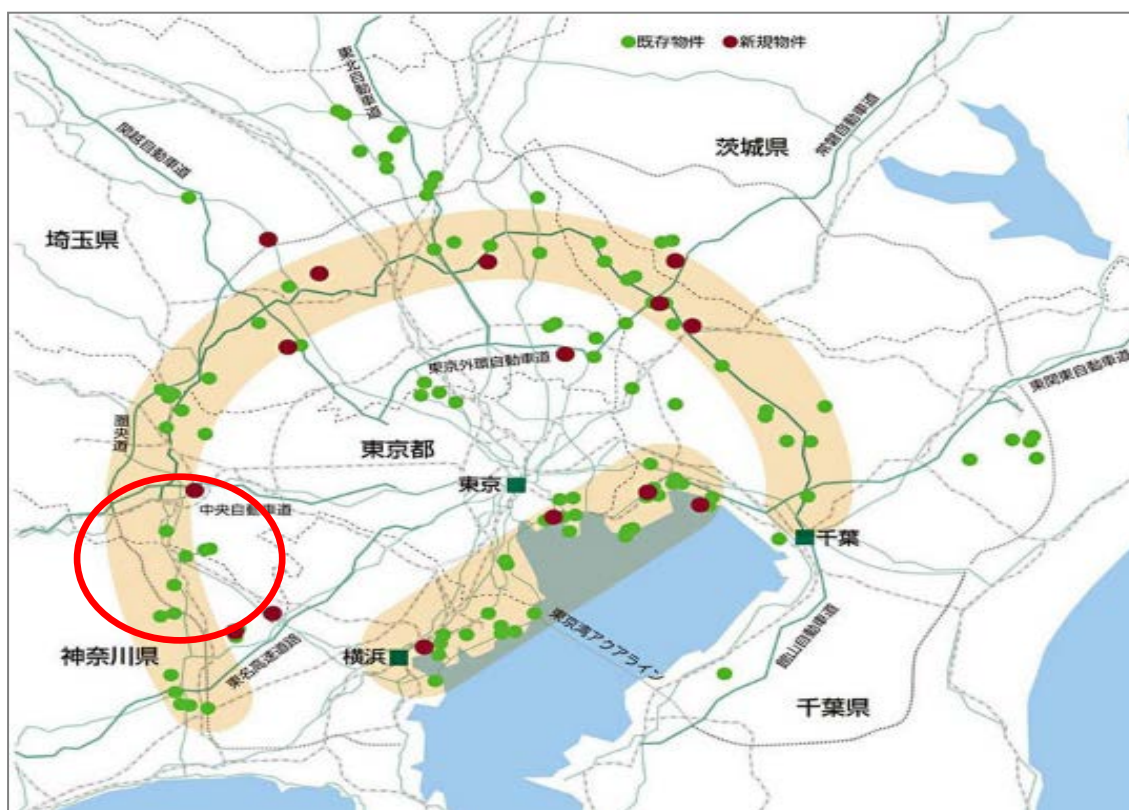 ●既存物件 ●新規物件
東北自動車道
関越自動車道
常磐自動車道
茨城県
埼玉県
東京外環自動車道
東関東自動車道
圏央道
東京都
東京
中央自動車道
千葉
東京湾アクアライン
館山自動車道
神奈川県
横浜
東名高速道路
千葉県